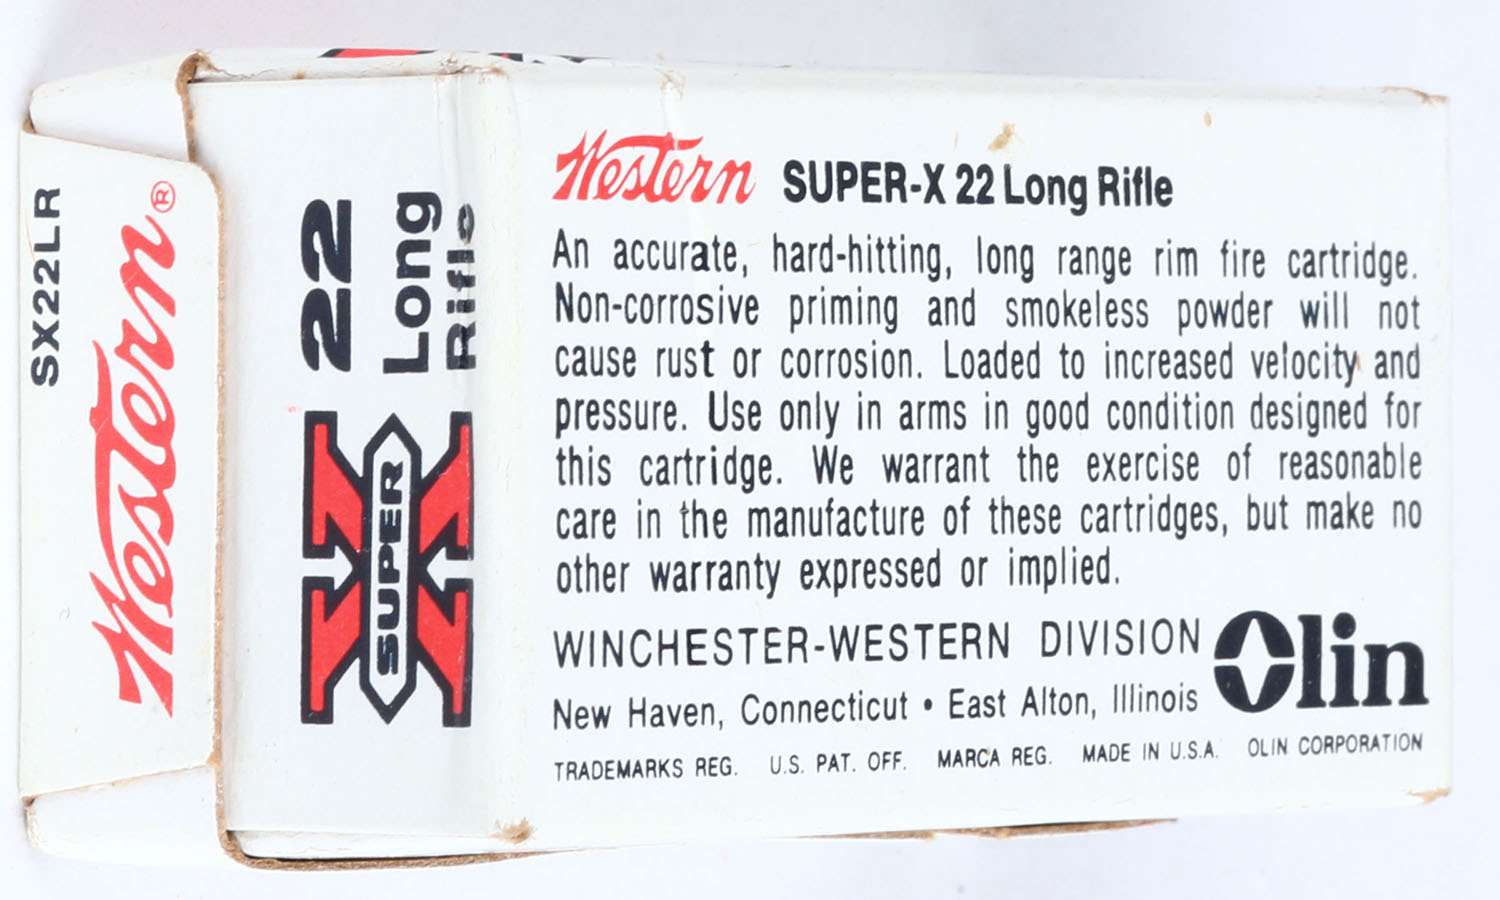 SX22LR
Western®
22
Long
Rifle
SUPER
X
Western SUPER-X 22 Long Rifle
An accurate, hard-hitting, long range rim fire cartridge.
Non-corrosive priming and smokeless powder will not
cause rust or corrosion. Loaded to increased velocity and
pressure. Use only in arms in good condition designed for
this cartridge. We warrant the exercise of reasonable
care in the manufacture of these cartridges, but make no
other warranty expressed or implied.
WINCHESTER-WESTERN DIVISION
New Haven, Connecticut • East Alton, Illinois
Olin
TRADEMARKS REG. U.S. PAT. OFF. MARCA REG. MADE IN U.S.A. OLIN CORPORATION